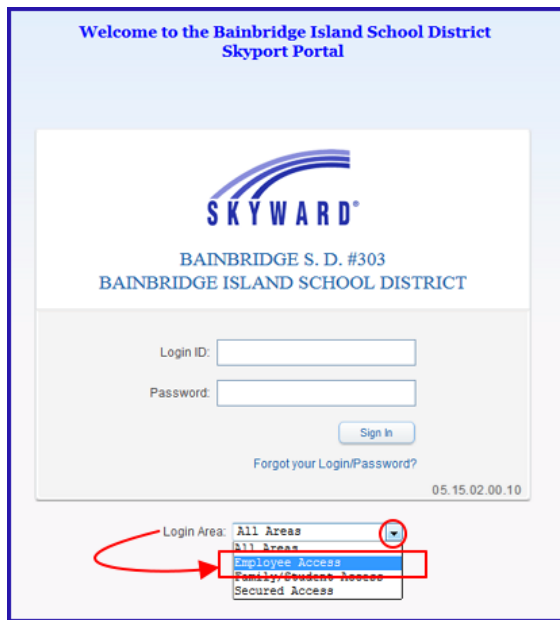 Welcome to the Bainbridge Island School District
Skyport Portal
SKYWARD®
BAINBRIDGE S. D. #303
BAINBRIDGE ISLAND SCHOOL DISTRICT
Login ID:
Password:
Sign In
Forgot your Login/Password?
05.15.02.00.10
Login Area: All Areas
All Areas
Employee Access
Family/Student Access
Secured Access